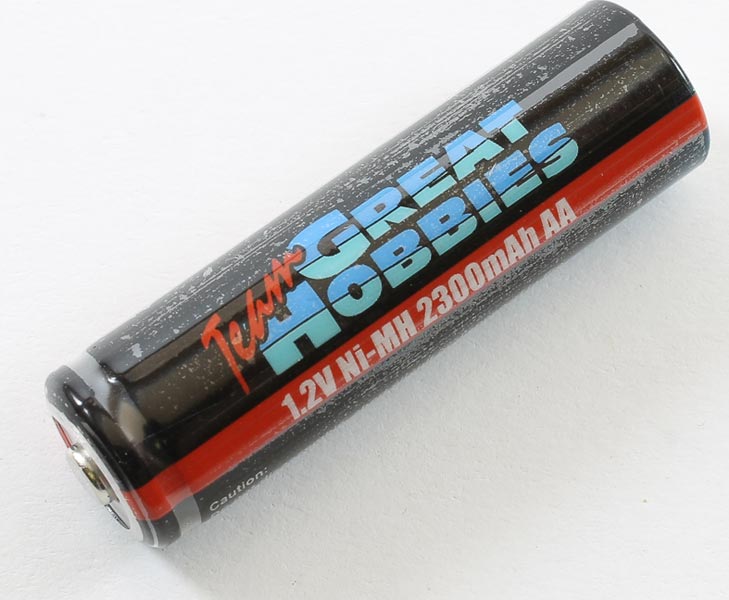 Team
GREAT
HOBBIES
1.2V Ni-MH 2300mAh AA
Caution: